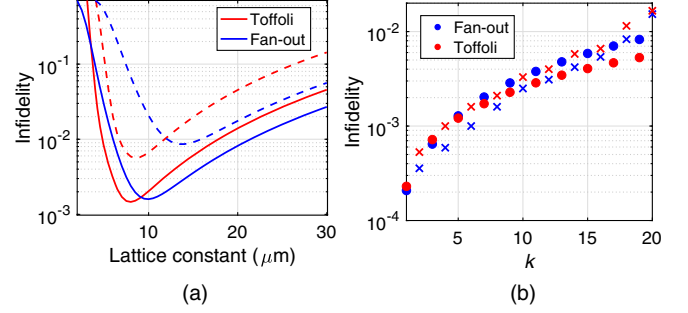 Infidelity
10-1
10-2
10-3
10
20
30
Lattice constant (μm)
Toffoli
Fan-out
(a)
Infidelity
10-2
10-3
10-4
5
10
15
20
k
Fan-out
Toffoli
(b)